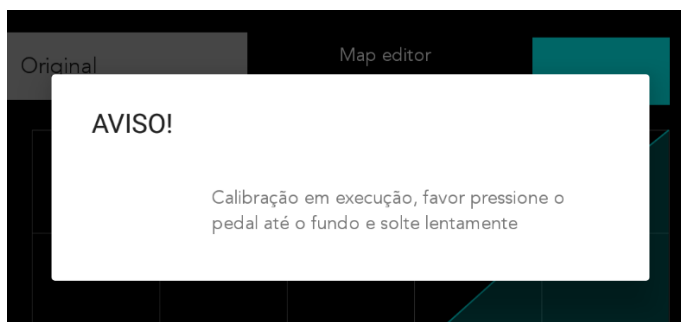 Map editor
Original
AVISO!
Calibração em execução, favor pressione o
pedal até o fundo e solte lentamente